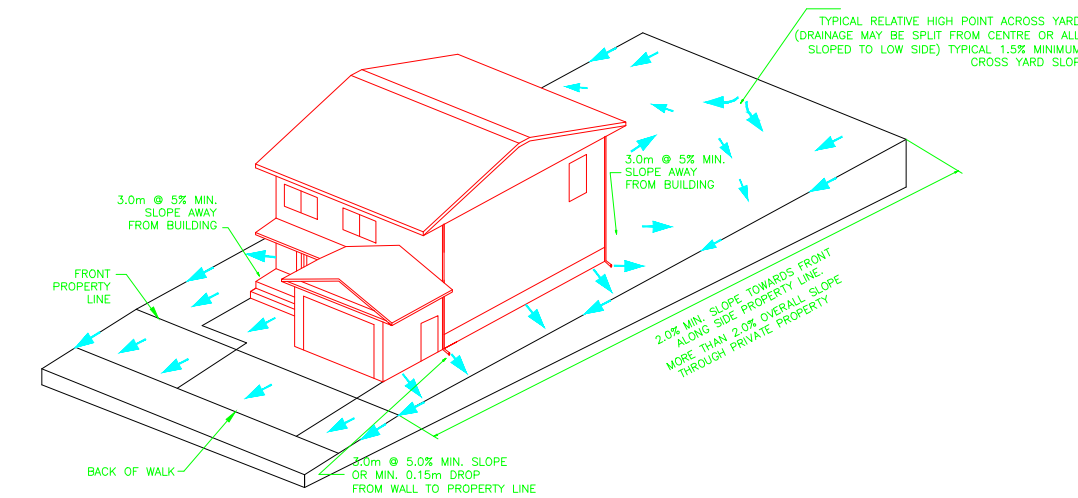 TYPICAL RELATIVE HIGH POINT ACROSS YARD
(DRAINAGE MAY BE SPLIT FROM CENTRE OR ALL
SLOPED TO LOW SIDE) TYPICAL 1.5% MINIMUM
CROSS YARD SLOP
3.0m @ 5% MIN.
SLOPE AWAY
FROM BUILDING
3.0m @ 5% MIN.
SLOPE AWAY
FROM BUILDING
FRONT
PROPERTY
LINE
2.0% MIN. SLOPE TOWARDS FRONT
ALONG SIDE PROPERTY LINE.
MORE THAN 2.0% OVERALL SLOPE
THROUGH PRIVATE PROPERTY
BACK OF WALK
3.0m @ 5.0% MIN. SLOPE
OR MIN. 0.15m DROP
FROM WALL TO PROPERTY LINE